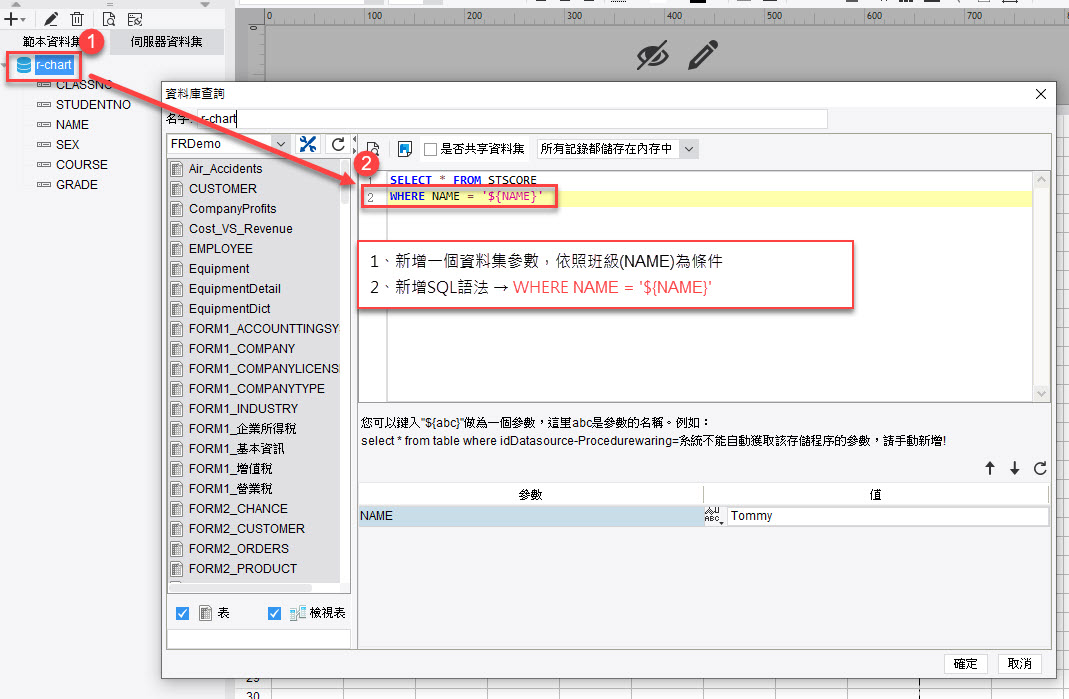 0 100 200 300 400 500 600 700
範本資料集
伺服器資料集
1
r-chart
CLASSNO
STUDENTNO
NAME
SEX
COURSE
GRADE
資料庫查詢
名字:
r-chart
FRDemo
是否共享資料集
所有記錄都儲存在內存中
2
Air_Accidents
CUSTOMER
CompanyProfits
Cost_VS_Revenue
EMPLOYEE
Equipment
EquipmentDetail
EquipmentDict
FORM1_ACCOUNTTINGSY
FORM1_COMPANY
FORM1_COMPANYLICENS
FORM1_COMPANYTYPE
FORM1_INDUSTRY
FORM1_企業所得稅
FORM1_基本資訊
FORM1_增值稅
FORM1_營業稅
FORM2_CHANCE
FORM2_CUSTOMER
FORM2_ORDERS
FORM2_PRODUCT
表
檢視表
SELECT * FROM STSCORE
2 WHERE NAME = '${NAME}'
1、新增一個資料集參數，依照班級(NAME)為條件
2、新增SQL語法 → WHERE NAME = '${NAME}'
您可以鍵入"${abc}"做為一個參數，這里abc是參數的名稱。例如：
select * from table where idDatasource-Procedurewaring=系統不能自動獲取該存儲程序的參數，請手動新增!
參數
值
NAME
ABC
Tommy
確定
取消
29
30